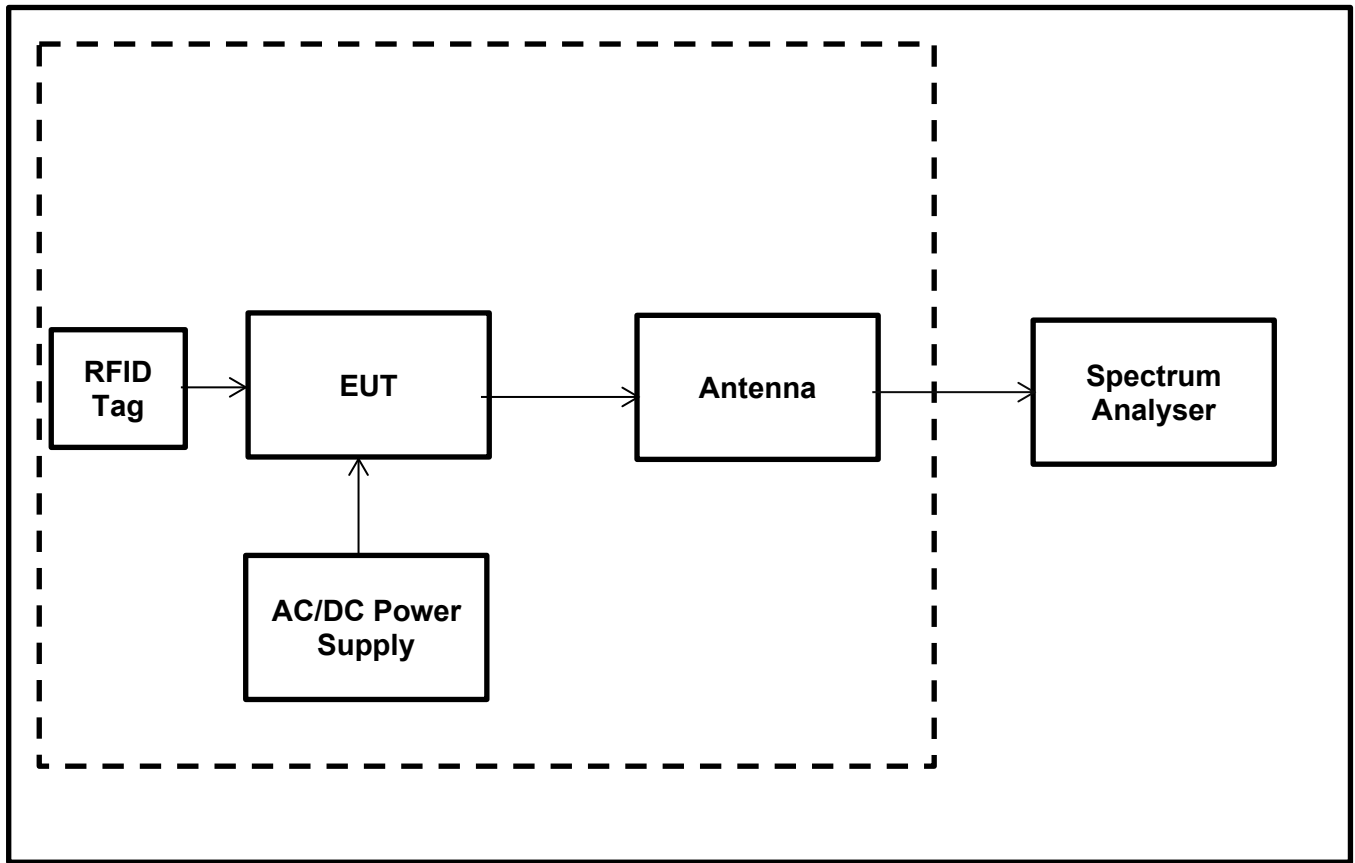 RFID
Tag
EUT
Antenna
Spectrum
Analyser
AC/DC Power
Supply